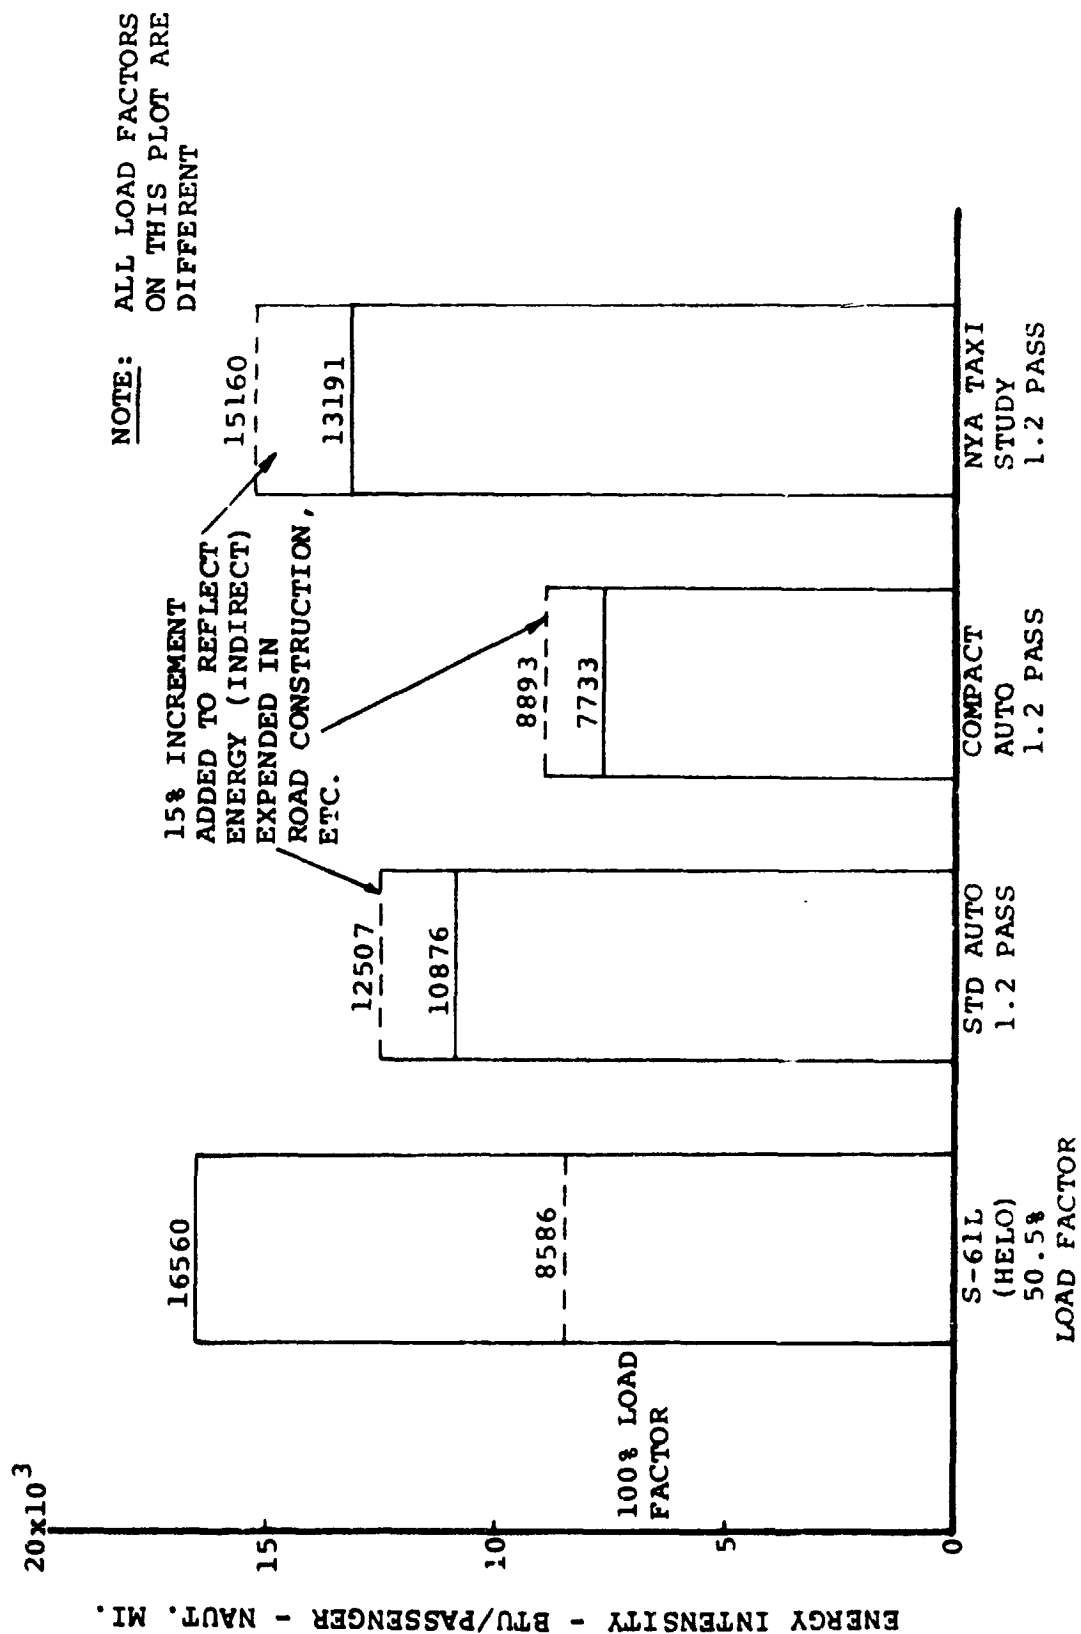 NOTE: ALL LOAD FACTORS
ON THIS PLOT ARE
DIFFERENT
ENERGY INTENSITY - BTU/PASSENGER - NAUT. MI.
20x10³
15
10
5
0
16560
8586
100% LOAD
FACTOR
12507
10876
15% INCREMENT
ADDED TO REFLECT
ENERGY (INDIRECT)
EXPENDED IN
ROAD CONSTRUCTION,
ETC.
8893
7733
15160
13191
S-61L
(HELO)
50.5%
LOAD FACTOR
STD AUTO
1.2 PASS
COMPACT
AUTO
1.2 PASS
NYA TAXI
STUDY
1.2 PASS